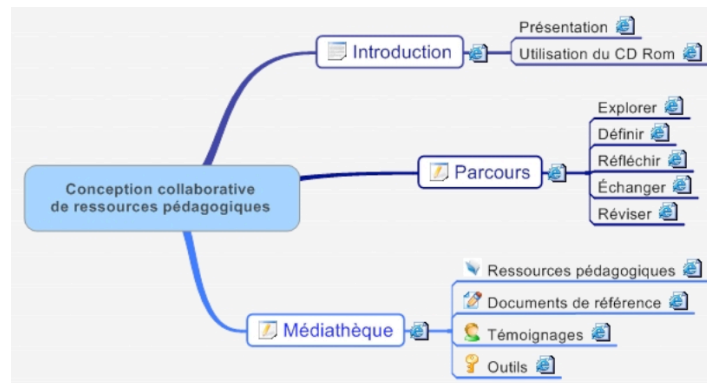 Conception collaborative
de ressources pédagogiques
Introduction
Présentation
Utilisation du CD Rom
Parcours
Explorer
Définir
Réfléchir
Échanger
Réviser
Médiathèque
Ressources pédagogiques
Documents de référence
Témoignages
Outils